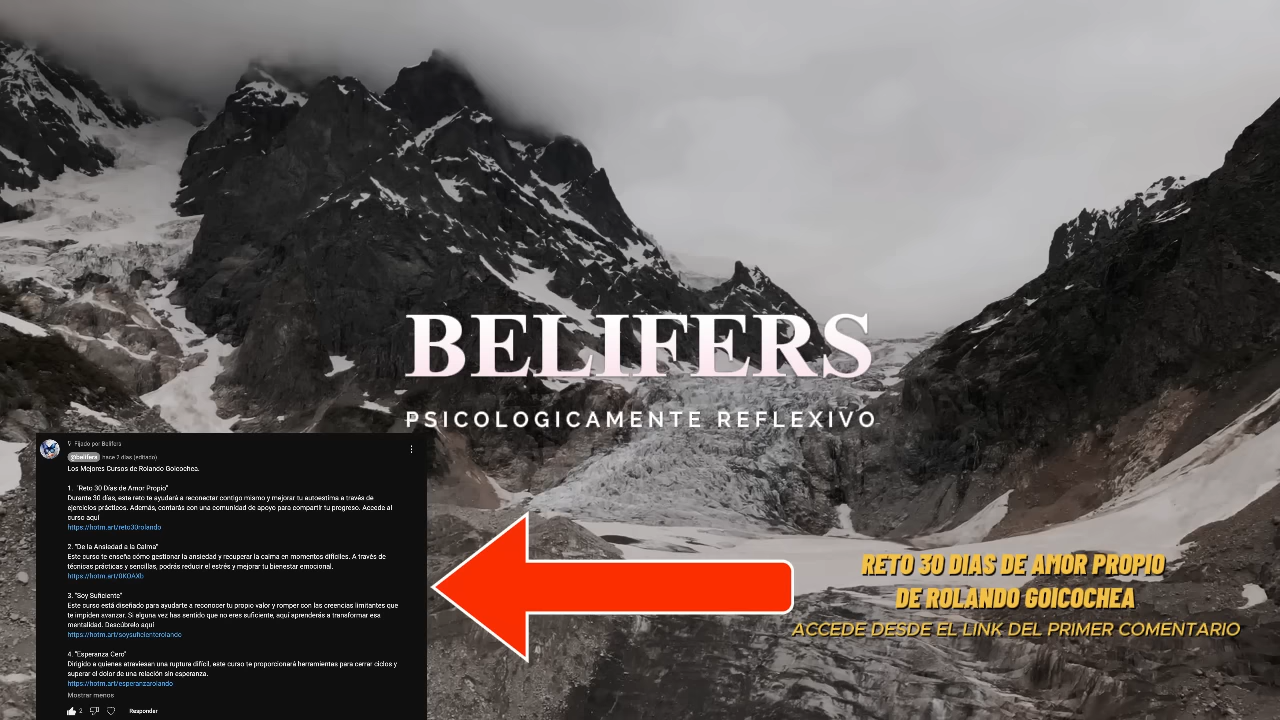 BELIFERS
PSICOLOGICAMENTE REFLEXIVO
Fijado por Belifers
@belifers hace 2 días (editado)
Los Mejores Cursos de Rolando Goicochea.
1. "Reto 30 Días de Amor Propio"
Durante 30 días, este reto te ayudará a reconectar contigo mismo y mejorar tu autoestima a través de
ejercicios prácticos. Además, contarás con una comunidad de apoyo para compartir tu progreso. Accede al
curso aquí
https://hotm.art/reto30rolando
2. "De la Ansiedad a la Calma"
Este curso te enseña cómo gestionar la ansiedad y recuperar la calma en momentos difíciles. A través de
técnicas prácticas y sencillas, podrás reducir el estrés y mejorar tu bienestar emocional.
https://hotm.art/0KOAXb
3. "Soy Suficiente"
Este curso está diseñado para ayudarte a reconocer tu propio valor y romper con las creencias limitantes que
te impiden avanzar. Si alguna vez has sentido que no eres suficiente, aquí aprenderás a transformar esa
mentalidad. Descúbrelo aquí
https://hotm.art/soysuficienterolando
4. "Esperanza Cero"
Dirigido a quienes atraviesan una ruptura difícil, este curso te proporcionará herramientas para cerrar ciclos y
superar el dolor de una relación sin esperanza.
https://hotm.art/esperanzarolando
Mostrar menos
2 Responder
RETO 30 DIAS DE AMOR PROPIO
DE ROLANDO GOICOCHEA
ACCEDE DESDE EL LINK DEL PRIMER COMENTARIO